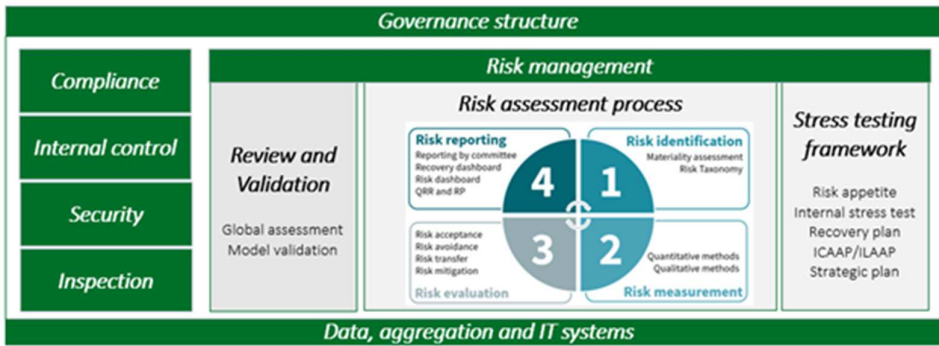 Governance structure
Compliance
Internal control
Security
Inspection
Risk management
Review and
Validation
Global assessment
Model validation
Risk assessment process
Risk reporting
Reporting by committee
Recovery dashboard
Risk dashboard
QRR and RP
4
1
Risk identification
Materiality assessment
Risk Taxonomy
Risk acceptance
Risk avoidance
Risk transfer
Risk mitigation
Risk evaluation
3
2
Quantitative methods
Qualitative methods
Risk measurement
Stress testing
framework
Risk appetite
Internal stress test
Recovery plan
ICAAP/ILAAP
Strategic plan
Data, aggregation and IT systems